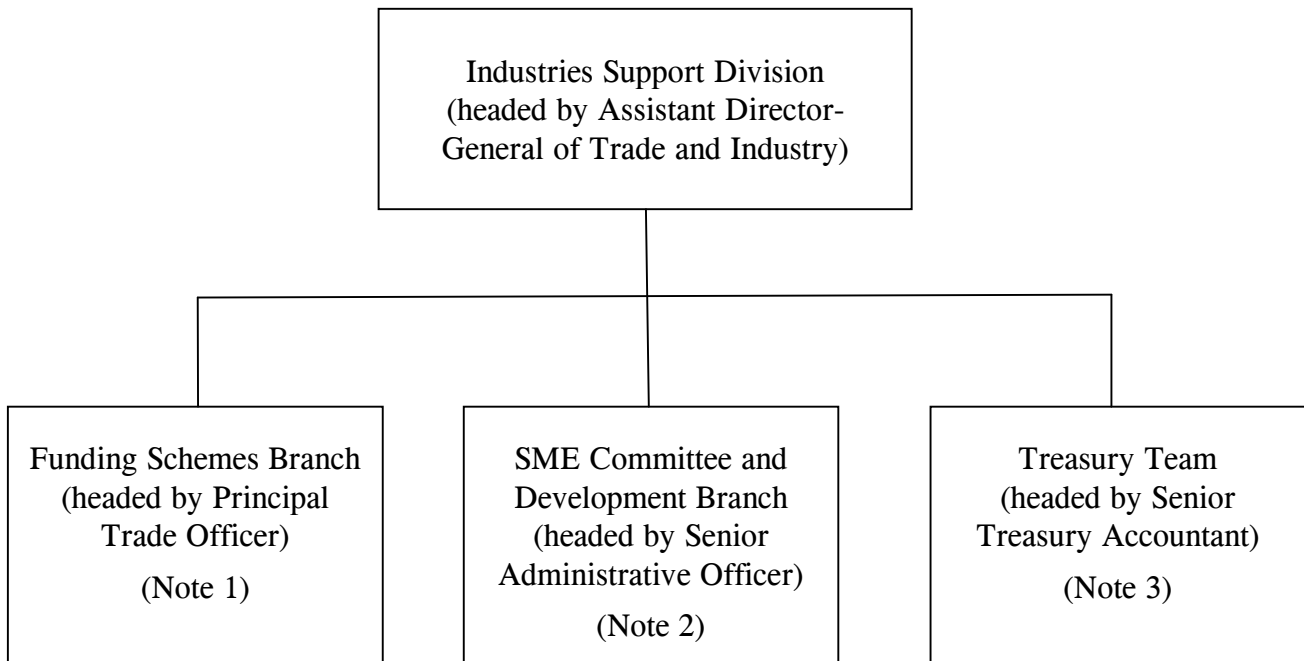 Industries Support Division
(headed by Assistant Director-
General of Trade and Industry)
Funding Schemes Branch
(headed by Principal
Trade Officer)
(Note 1)
SME Committee and
Development Branch
(headed by Senior
Administrative Officer)
(Note 2)
Treasury Team
(headed by Senior
Treasury Accountant)
(Note 3)